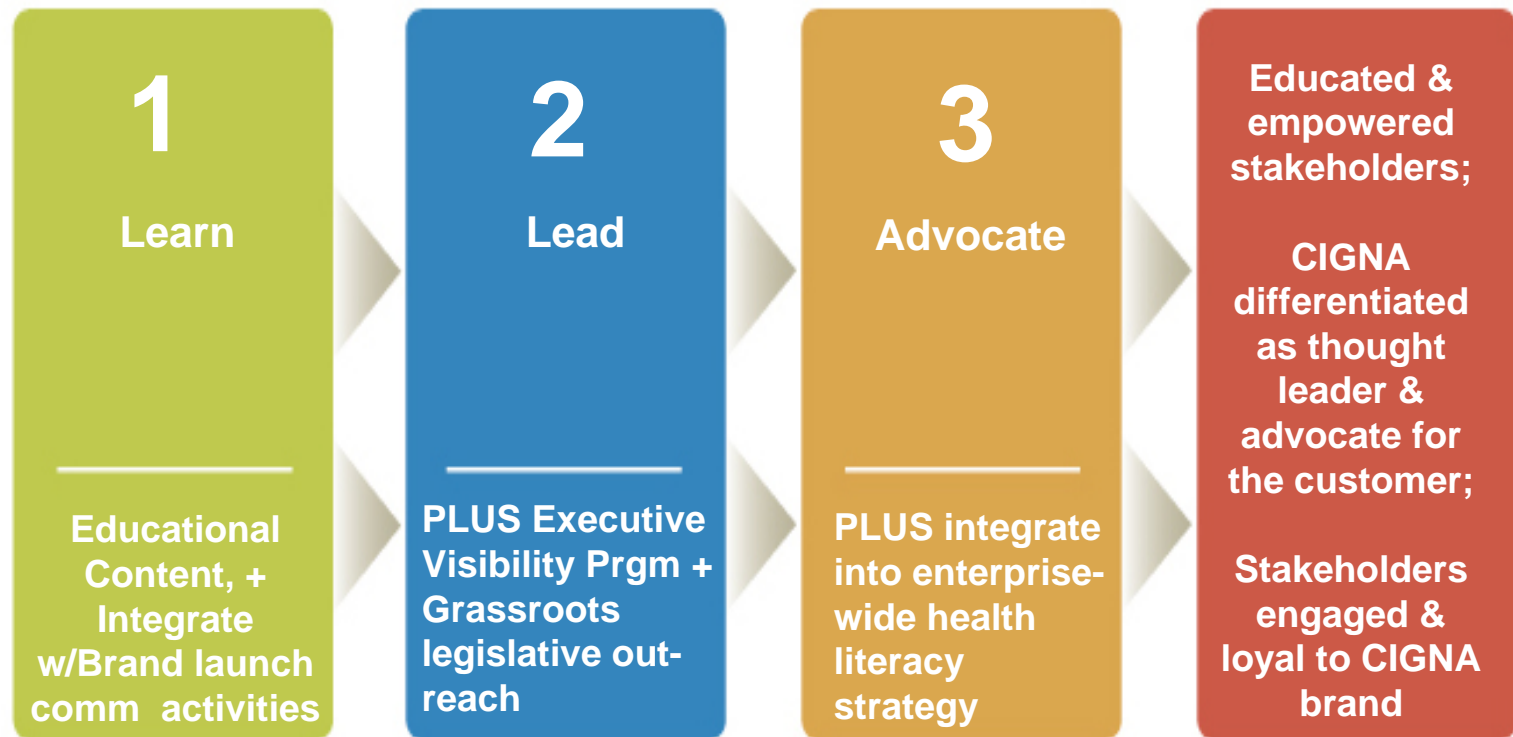 1
Learn
Educational
Content, +
Integrate
w/Brand launch
comm activities
2
Lead
PLUS Executive
Visibility Prgm +
Grassroots
legislative out-
reach
3
Advocate
PLUS integrate
into enterprise-
wide health
literacy
strategy
Educated &
empowered
stakeholders;
CIGNA
differentiated
as thought
leader &
advocate for
the customer;
Stakeholders
engaged &
loyal to CIGNA
brand